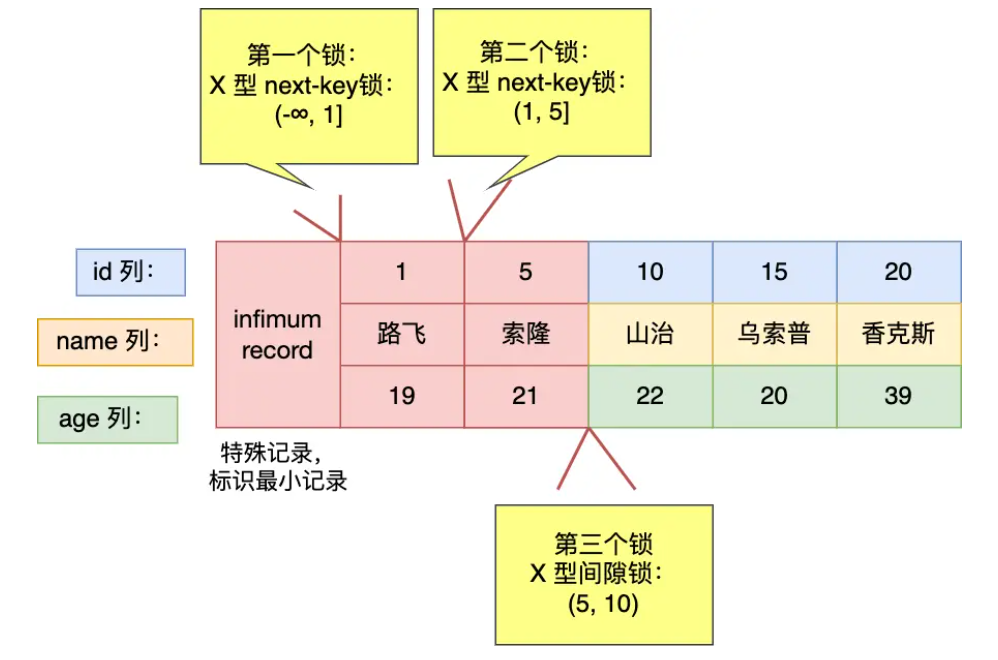 第一个锁：
X 型 next-key锁：
(-∞, 1]
第二个锁：
X 型 next-key锁：
(1, 5]
id 列：
1
5
10
15
20
infimum
record
name 列：
路飞
索隆
山治
乌索普
香克斯
age 列：
19
21
22
20
39
特殊记录，
标识最小记录
第三个锁
X 型间隙锁：
(5, 10)